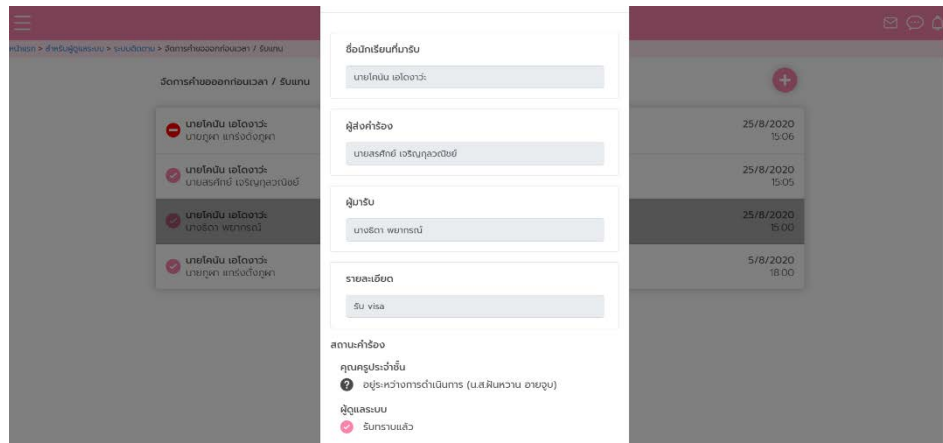 หน้าแรก > สำหรับผู้ดูแลระบบ > ระบบติดตาม > จัดการคำขอออกก่อนเวลา / รับแทน
จัดการคำขอออกก่อนเวลา / รับแทน
นายโคนัน เอโดงาว่ะ
นายภูผา แกร่งดั่งภูผา
25/8/2020
15:06
นายโคนัน เอโดงาว่ะ
นายสรศักย์ เจริญกุลวณิชย์
25/8/2020
15:05
นายโคนัน เอโดงาว่ะ
นางธิดา พยากรณ์
25/8/2020
15:00
นายโคนัน เอโดงาว่ะ
นายภูผา แกร่งดั่งภูผา
5/8/2020
18:00
ชื่อนักเรียนที่มารับ
นายโคนัน เอโดงาว่ะ
ผู้ส่งคำร้อง
นายสรศักย์ เจริญกุลวณิชย์
ผู้มารับ
นางธิดา พยากรณ์
รายละเอียด
รับ visa
สถานะคำร้อง
คุณครูประจำชั้น
อยู่ระหว่างการดำเนินการ (น.ส.ฝันหวาน อายจูบ)
ผู้ดูแลระบบ
รับทราบแล้ว